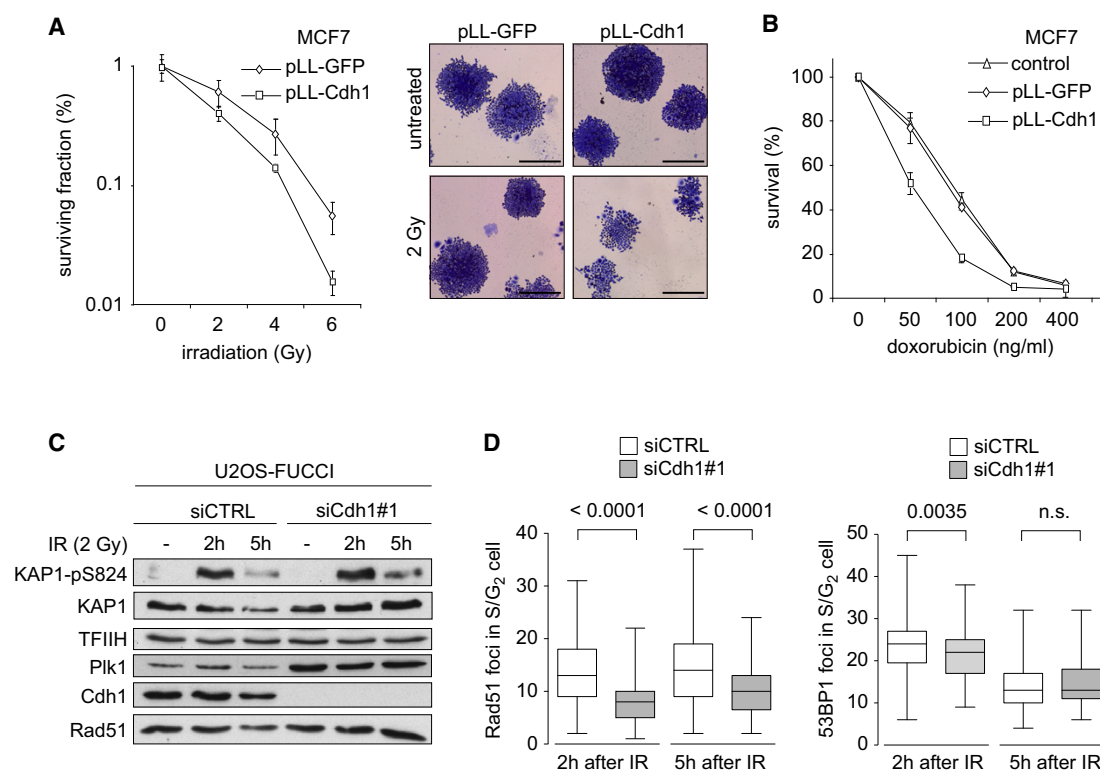 A
MCF7
pLL-GFP
pLL-Cdh1
surviving fraction (%)
1
0.1
0.01
0 2 4 6
irradiation (Gy)
pLL-GFP pLL-Cdh1
untreated
2 Gy
B
MCF7
control
pLL-GFP
pLL-Cdh1
survival (%)
100
80
60
40
20
0
0 50 100 200 400
doxorubicin (ng/ml)
C
U2OS-FUCCI
siCTRL siCdh1#1
IR (2 Gy) - 2h 5h - 2h 5h
KAP1-pS824
KAP1
TFIIH
Plk1
Cdh1
Rad51
D
siCTRL
siCdh1#1
< 0.0001 < 0.0001
Rad51 foci in S/G2 cell
40
30
20
10
0
2h after IR 5h after IR
siCTRL
siCdh1#1
0.0035 n.s.
53BP1 foci in S/G2 cell
50
40
30
20
10
0
2h after IR 5h after IR